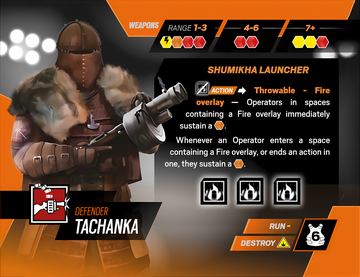 WEAPONS RANGE 1-3 4-6 7+
SHUMIKHA LAUNCHER
ACTION Throwable - Fire
overlay — Operators in spaces
containing a Fire overlay immediately
sustain a .
Whenever an Operator enters a space
containing a Fire overlay, or ends an action in
one, they sustain a .
DEFENDER
TACHANKA
RUN -
DESTROY
6